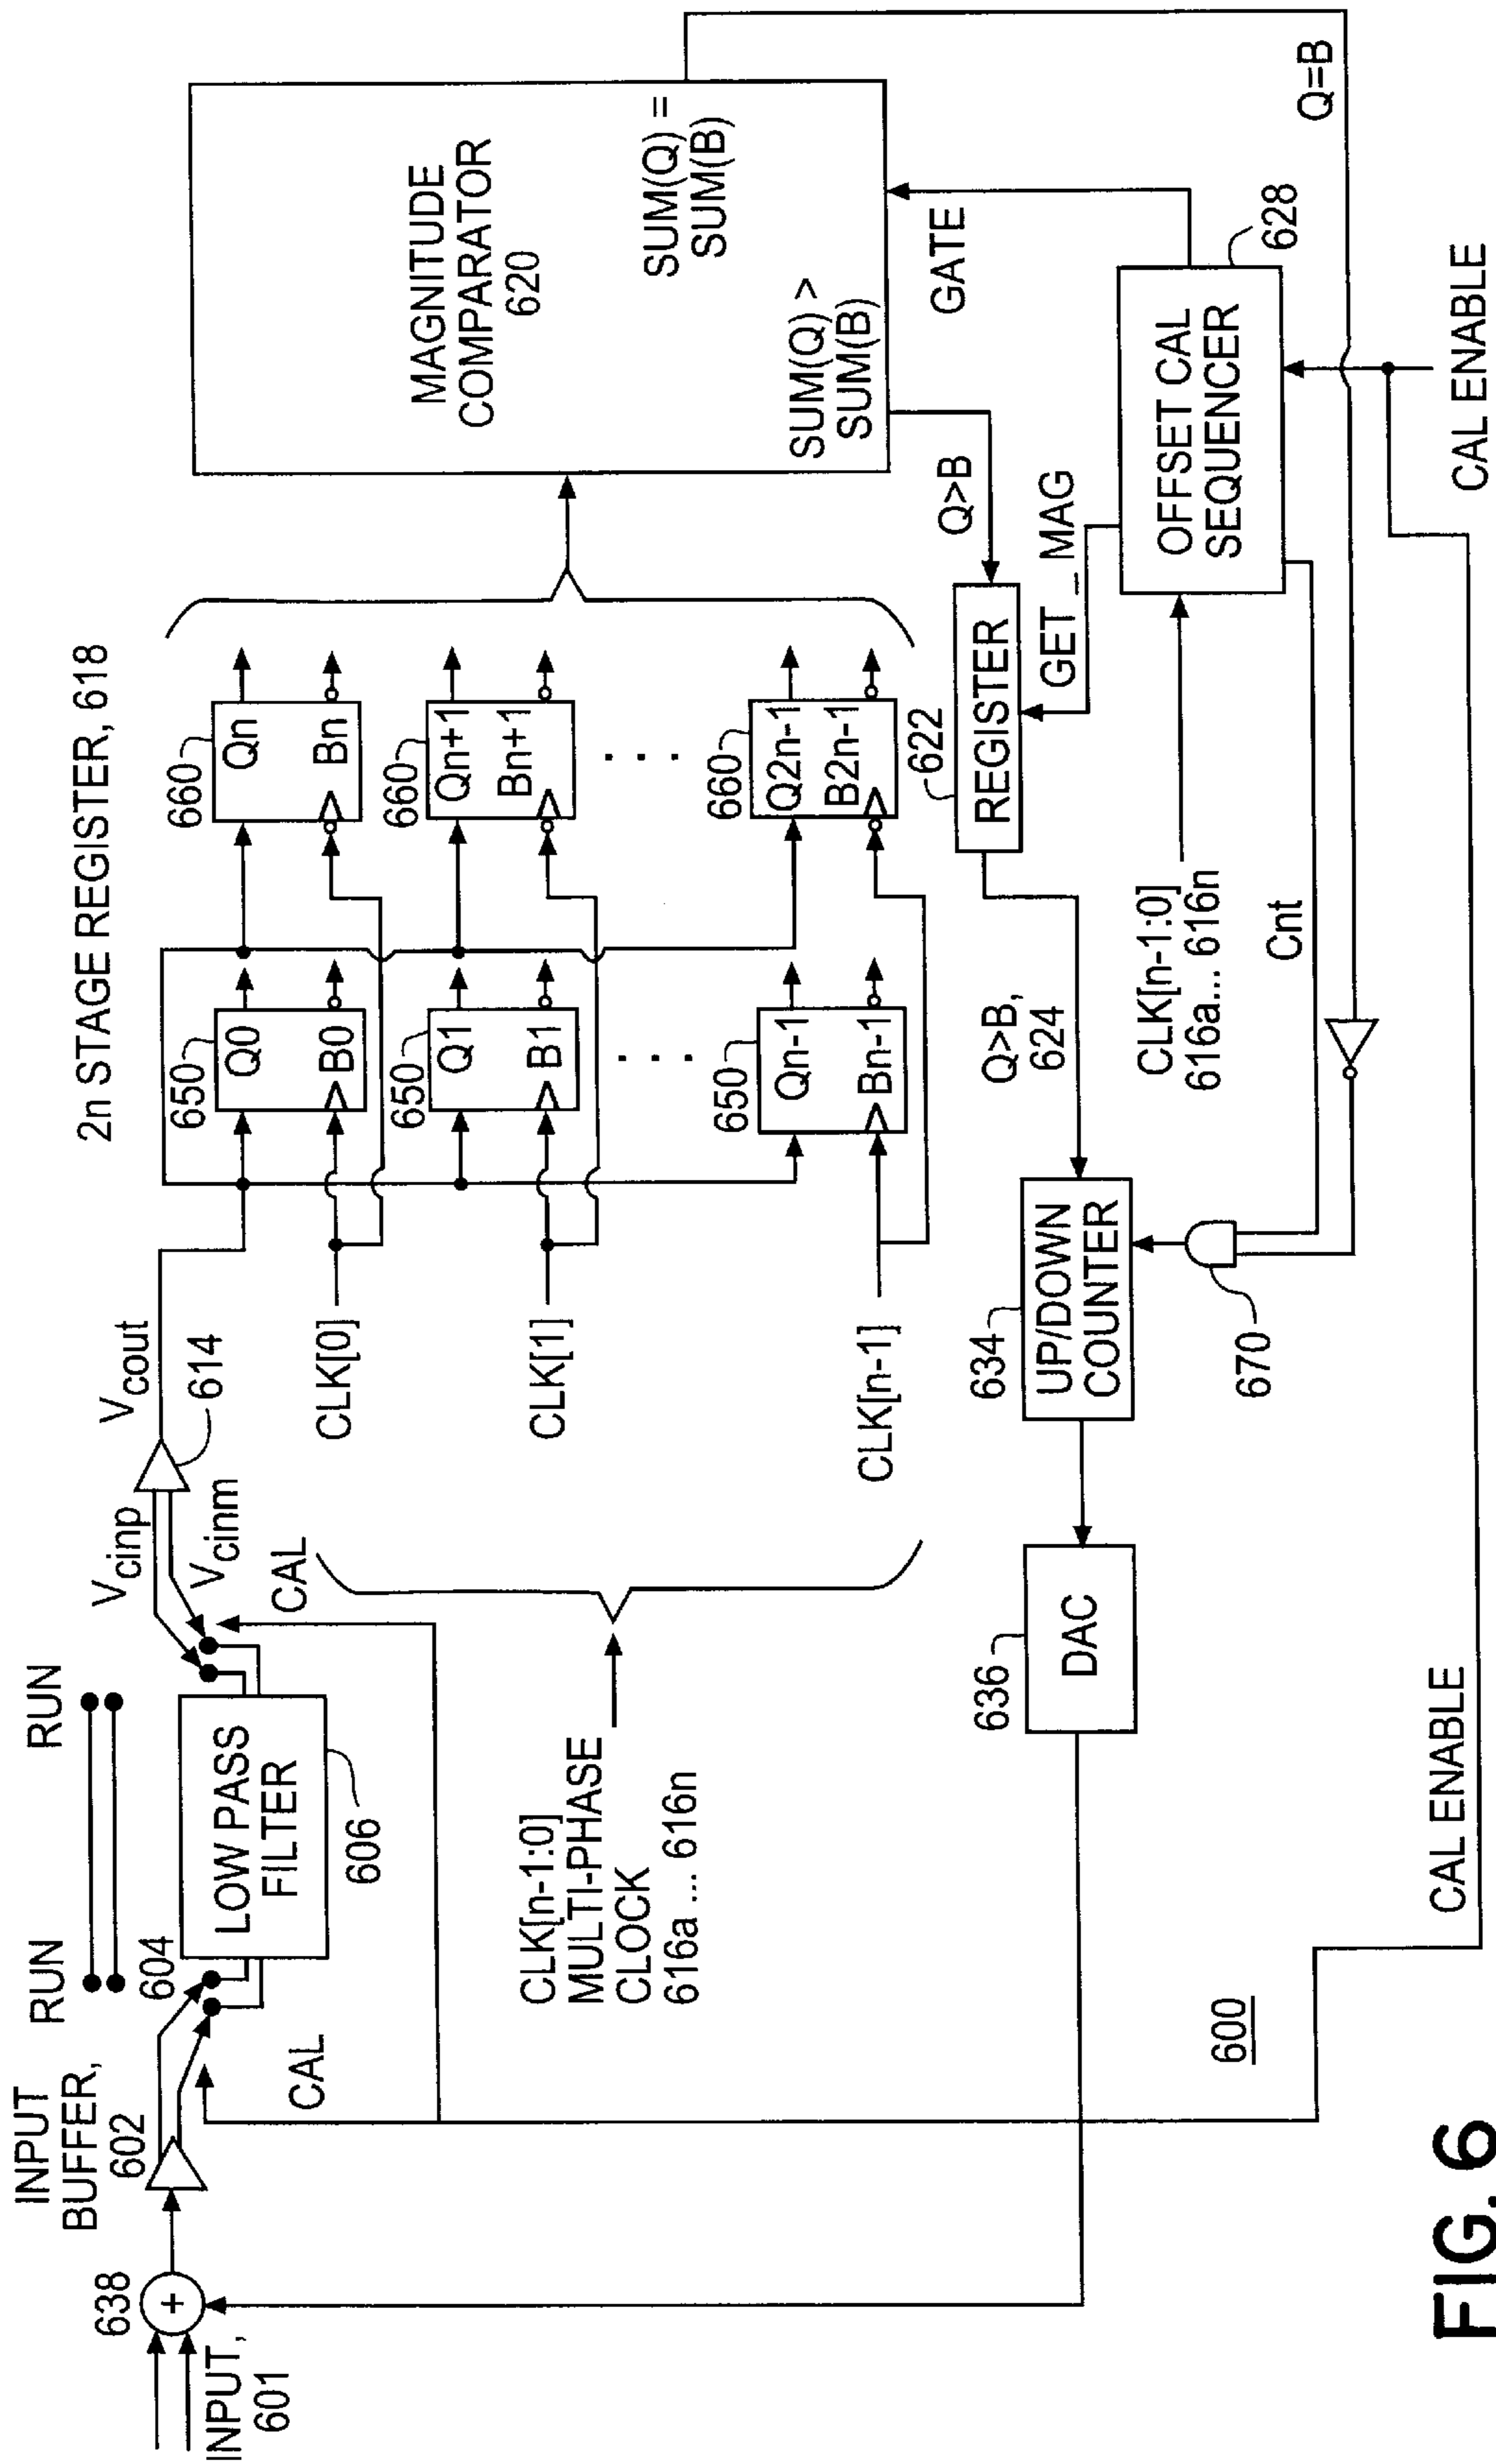 INPUT,
601
638
INPUT
BUFFER,
602
RUN
604
CAL
LOW PASS
FILTER
606
RUN
CAL
Vcinp
Vcinm
Vcout
614
CLK[n-1:0]
MULTI-PHASE
CLOCK
616a ... 616n
CLK[0]
CLK[1]
CLK[n-1]
2n STAGE REGISTER, 618
650
Q0
B0
650
Q1
B1
. . .
650
Qn-1
Bn-1
660
Qn
Bn
660
Qn+1
Bn+1
. . .
660
Q2n-1
B2n-1
MAGNITUDE
COMPARATOR
620
SUM(Q) =
SUM(B)
SUM(Q) >
SUM(B)
636
DAC
634
UP/DOWN
COUNTER
670
Q>B,
624
622
REGISTER
Q>B
GET_MAG
GATE
CLK[n-1:0]
616a... 616n
Cnt
OFFSET CAL
SEQUENCER
628
Q=B
CAL ENABLE
CAL ENABLE
600
FIG. 6